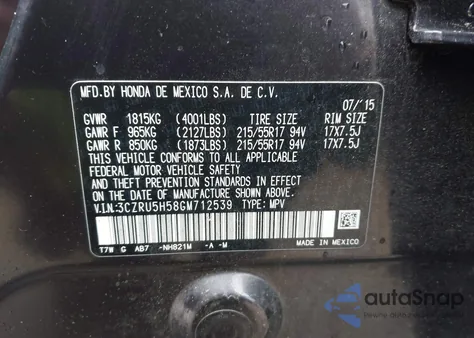 MFD.BY HONDA DE MEXICO S.A. DE C.V.
07/'15
GVWR 1815KG (4001LBS) TIRE SIZE RIM SIZE
GAWR F 965KG (2127LBS) 215/55R17 94V 17X7.5J
GAWR R 850KG (1873LBS) 215/55R17 94V 17X7.5J
THIS VEHICLE CONFORMS TO ALL APPLICABLE
FEDERAL MOTOR VEHICLE SAFETY, BUMPER,
AND THEFT PREVENTION STANDARDS IN EFFECT
ON THE DATE OF MANUFACTURE SHOWN ABOVE.
V.I.N:3CZRU5H58GM712539 TYPE: MPV
T7W G AB7 -NH821M -A -M
MADE IN MEXICO
autoSnap